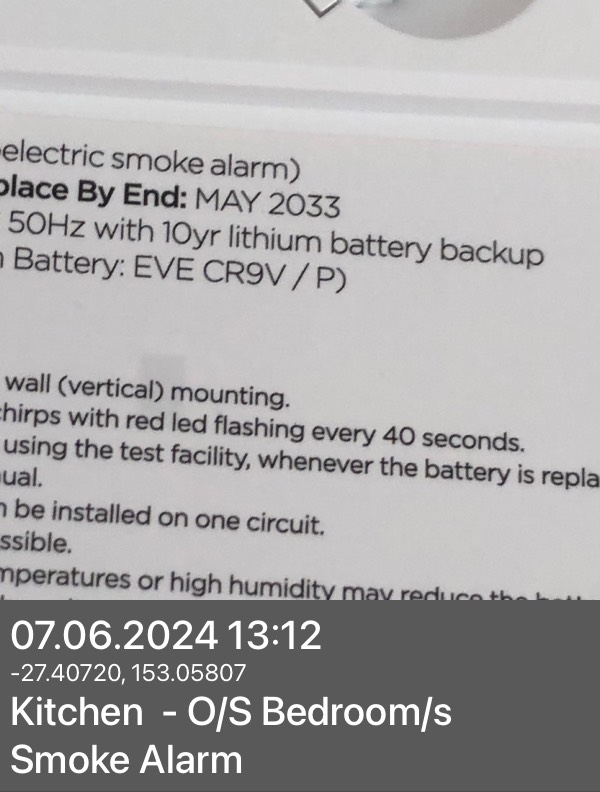 electric smoke alarm)
place By End: MAY 2033
50Hz with 10yr lithium battery backup
Battery: EVE CR9V / P)
wall (vertical) mounting.
chirps with red led flashing every 40 seconds.
using the test facility, whenever the battery is repla
ual.
be installed on one circuit.
ssible.
mperatures or high humidity may reduce the
07.06.2024 13:12
-27.40720, 153.05807
Kitchen - O/S Bedroom/s
Smoke Alarm